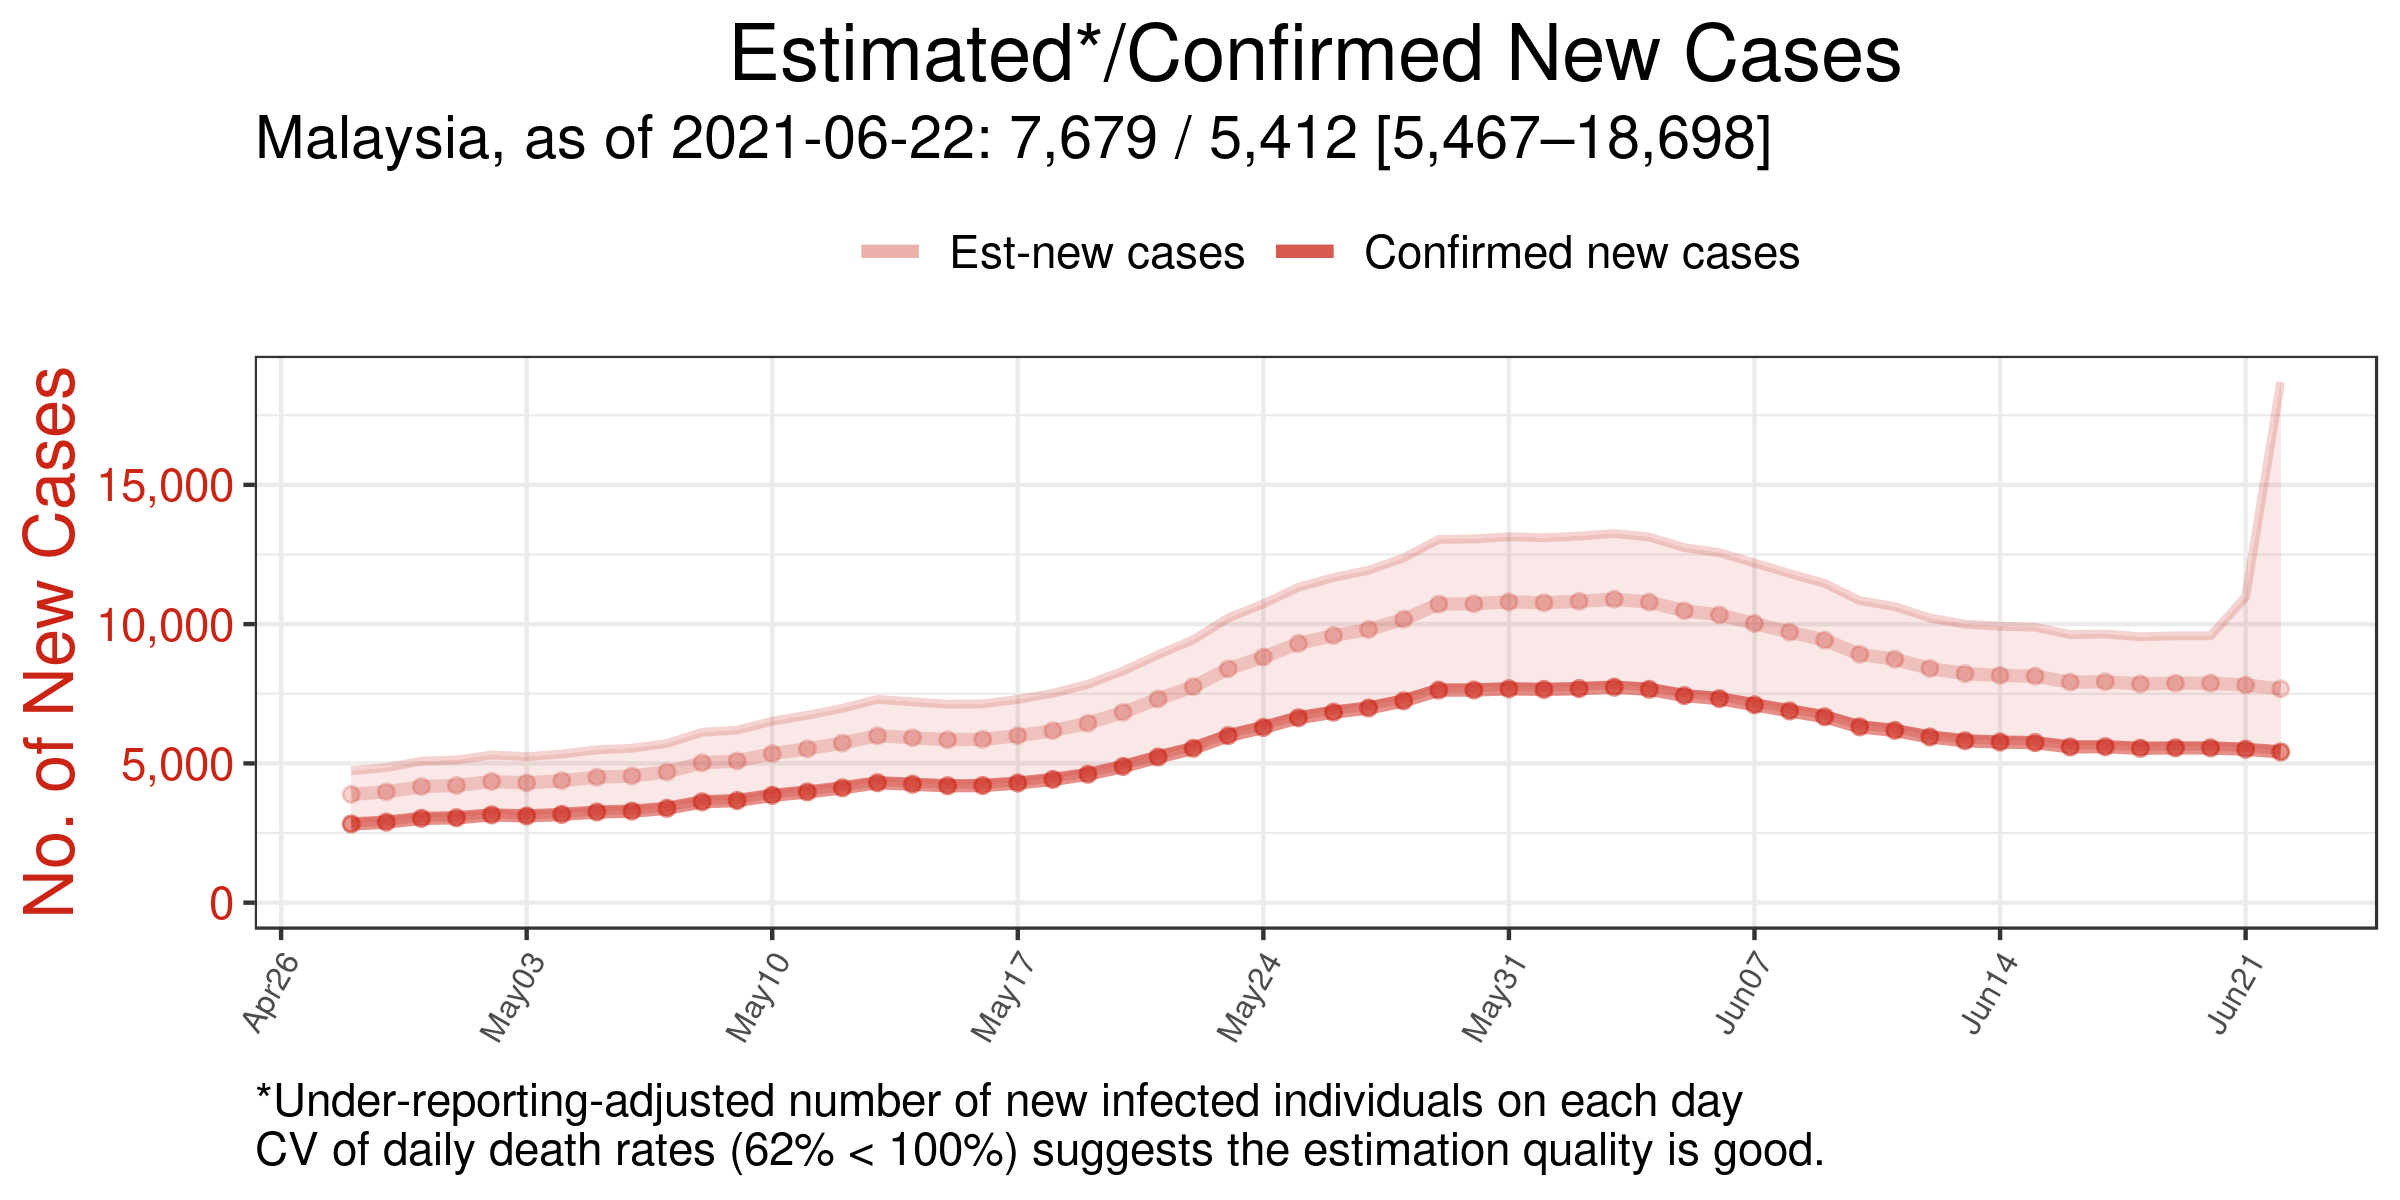 Estimated*/Confirmed New Cases
Malaysia, as of 2021-06-22: 7,679 / 5,412 [5,467–18,698]
Est-new cases
Confirmed new cases
No. of New Cases
15,000
10,000
5,000
0
Apr26
May03
May10
May17
May24
May31
Jun07
Jun14
Jun21
*Under-reporting-adjusted number of new infected individuals on each day
CV of daily death rates (62% < 100%) suggests the estimation quality is good.